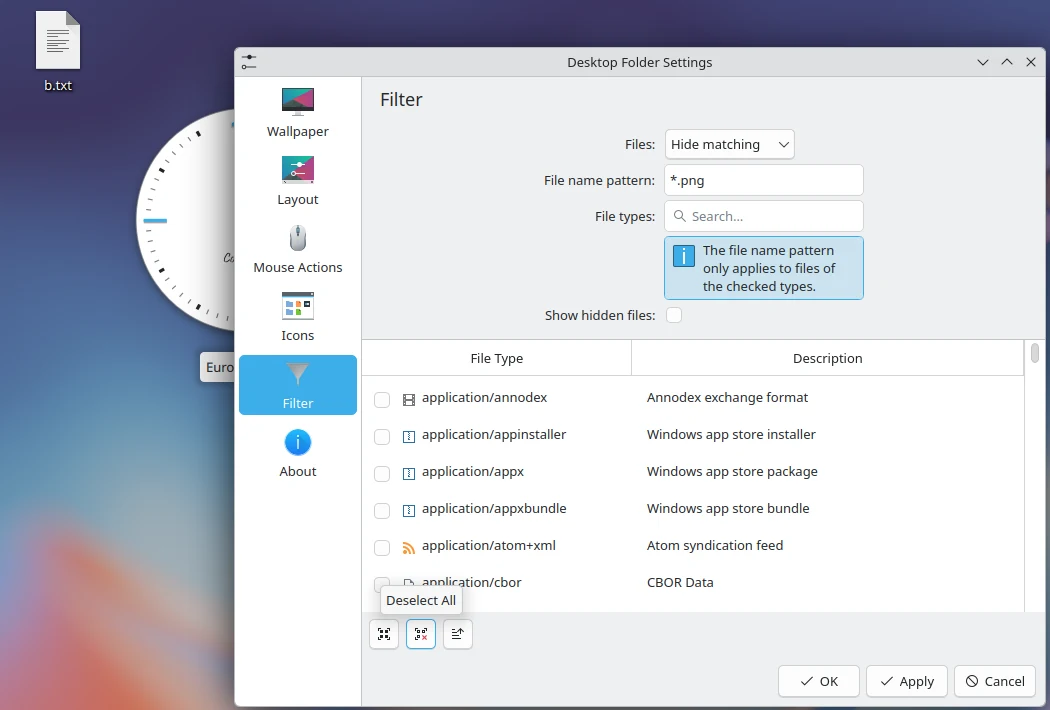 b.txt
Desktop Folder Settings
Wallpaper
Layout
Mouse Actions
Icons
Filter
About
Filter
Files: Hide matching
File name pattern: *.png
File types: Search...
The file name pattern
only applies to files of
the checked types.
Show hidden files:
File Type Description
application/annodex Annodex exchange format
application/appinstaller Windows app store installer
application/appx Windows app store package
application/appxbundle Windows app store bundle
application/atom+xml Atom syndication feed
application/cbor CBOR Data
Deselect All
OK Apply Cancel